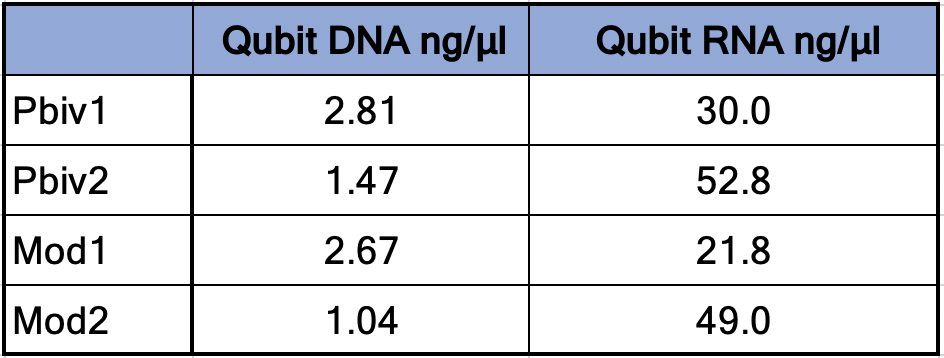 Qubit DNA ng/µl Qubit RNA ng/µl
Pbiv1 2.81 30.0
Pbiv2 1.47 52.8
Mod1 2.67 21.8
Mod2 1.04 49.0